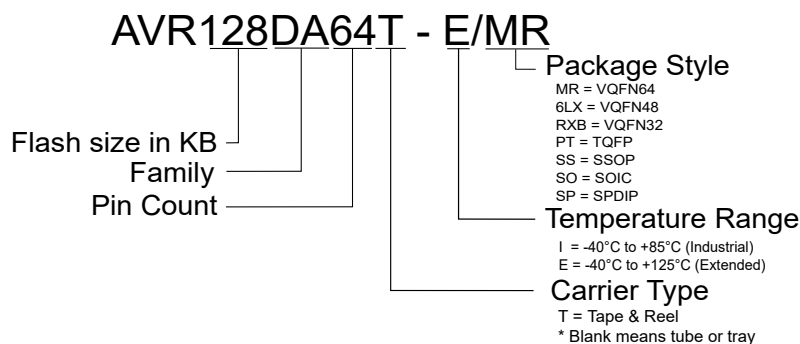 AVR128DA64T - E/MR
Package Style
MR = VQFN64
6LX = VQFN48
RXB = VQFN32
PT = TQFP
SS = SSOP
SO = SOIC
SP = SPDIP
Flash size in KB
Family
Pin Count
Temperature Range
I = -40°C to +85°C (Industrial)
E = -40°C to +125°C (Extended)
Carrier Type
T = Tape & Reel
* Blank means tube or tray